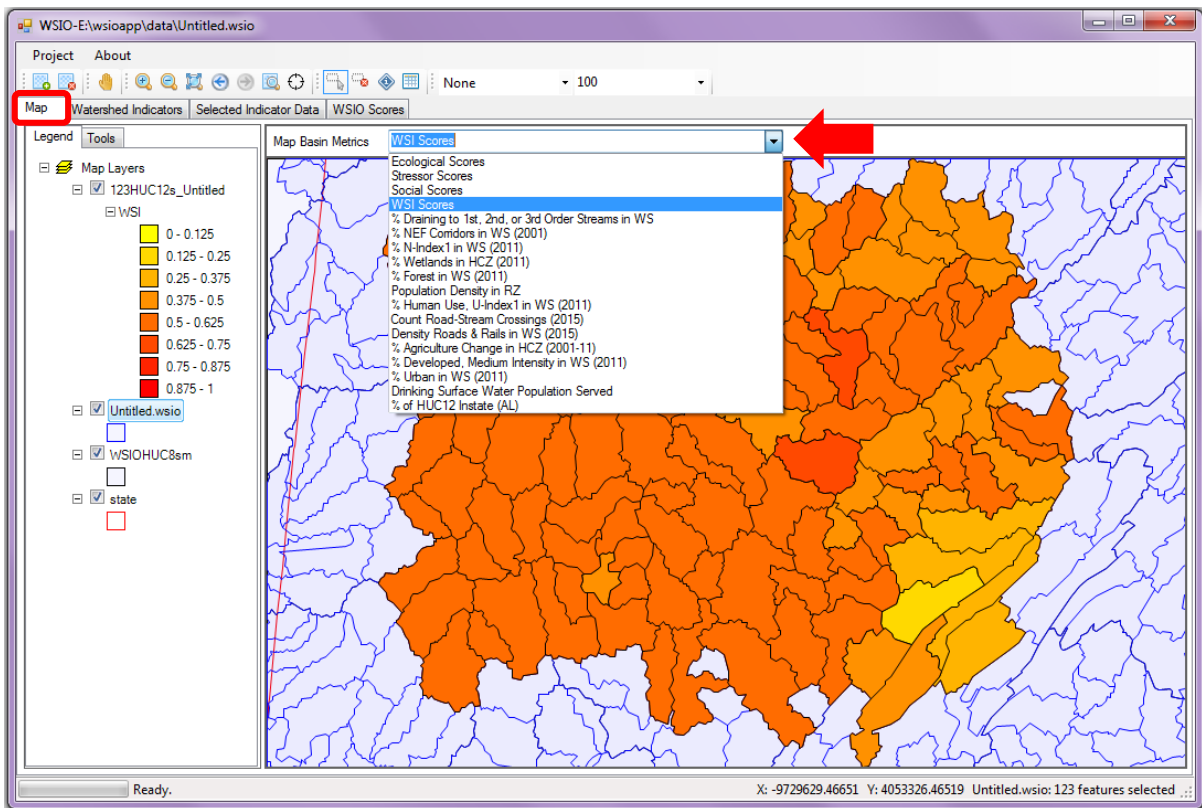 WSIO-E:\wsioapp\data\Untitled.wsio
Project About
None 100
Map Watershed Indicators Selected Indicator Data WSIO Scores
Legend Tools
Map Basin Metrics WSI Scores
Ecological Scores
Stressor Scores
Social Scores
WSI Scores
% Draining to 1st, 2nd, or 3rd Order Streams in WS
% NEF Corridors in WS (2001)
% N-Index1 in WS (2011)
% Wetlands in HCZ (2011)
% Forest in WS (2011)
Population Density in RZ
% Human Use, U-Index1 in WS (2011)
Count Road-Stream Crossings (2015)
Density Roads & Rails in WS (2015)
% Agriculture Change in HCZ (2001-11)
% Developed, Medium Intensity in WS (2011)
% Urban in WS (2011)
Drinking Surface Water Population Served
% of HUC12 Instate (AL)
Map Layers
123HUC12s_Untitled
WSI
0 - 0.125
0.125 - 0.25
0.25 - 0.375
0.375 - 0.5
0.5 - 0.625
0.625 - 0.75
0.75 - 0.875
0.875 - 1
Untitled.wsio
WSIOHUC8sm
state
Ready. X: -9729629.46651 Y: 4053326.46519 Untitled.wsio: 123 features selected